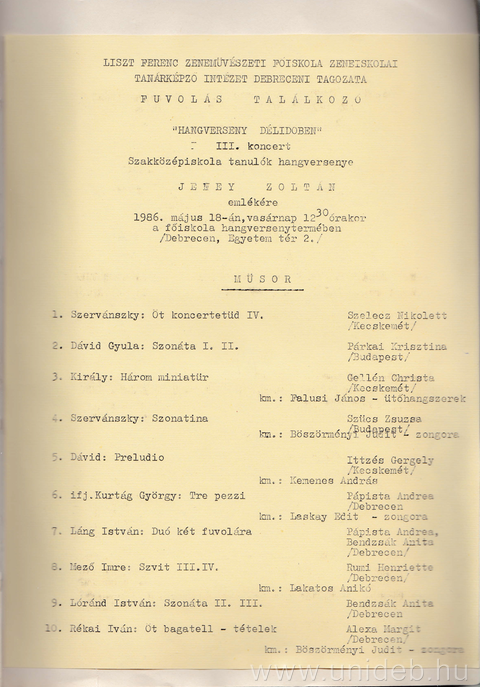 LISZT FERENC ZENEMŰVÉSZETI FŐISKOLA ZENEISKOLAI
TANÁRKÉPZŐ INTÉZET DEBRECENI TAGOZATA
FUVOLÁS TALÁLKOZÓ
"HANGVERSENY DÉLIDŐBEN"
III. koncert
Szakközépiskola tanulók hangversenye
JENEY ZOLTÁN
emlékére
1986. május 18-án,vasárnap 12³⁰órakor
a főiskola hangversenytermében
/Debrecen, Egyetem tér 2./
MŰSOR
1. Szervánszky: Öt koncertetüd IV. Szelecz Nikolett
/Kecskemét/
2. Dávid Gyula: Szonáta I. II. Párkai Krisztina
/Budapest/
3. Király: Három miniatűr Gellén Christa
/Kecskemét/
km.: Palusi János - ütőhangszerek
4. Szervánszky: Szonatina Szűcs Zsuzsa
/Budapest/
km.: Böszörményi Judit - zongora
5. Dávid: Preludio Ittzés Gergely
/Kecskemét/
km.: Kemenes András
6. ifj.Kurtág György: Tre pezzi Pápista Andrea
/Debrecen
km.: Laskay Edit - zongora
7. Láng István: Duó két fuvolára Pápista Andrea,
Bendzsák Anita
/Debrecen/
8. Mező Imre: Szvit III.IV. Rumi Henriette
/Debrecen/
km.: Lakatos Anikó
9. Lóránd István: Szonáta II. III. Bendzsák Anita
/Debrecen
10. Rékai Iván: Öt bagatell - tételek Alexa Margit
/Debrecen/
km.: Böszörményi Judit - zongora
www.unideb.hu